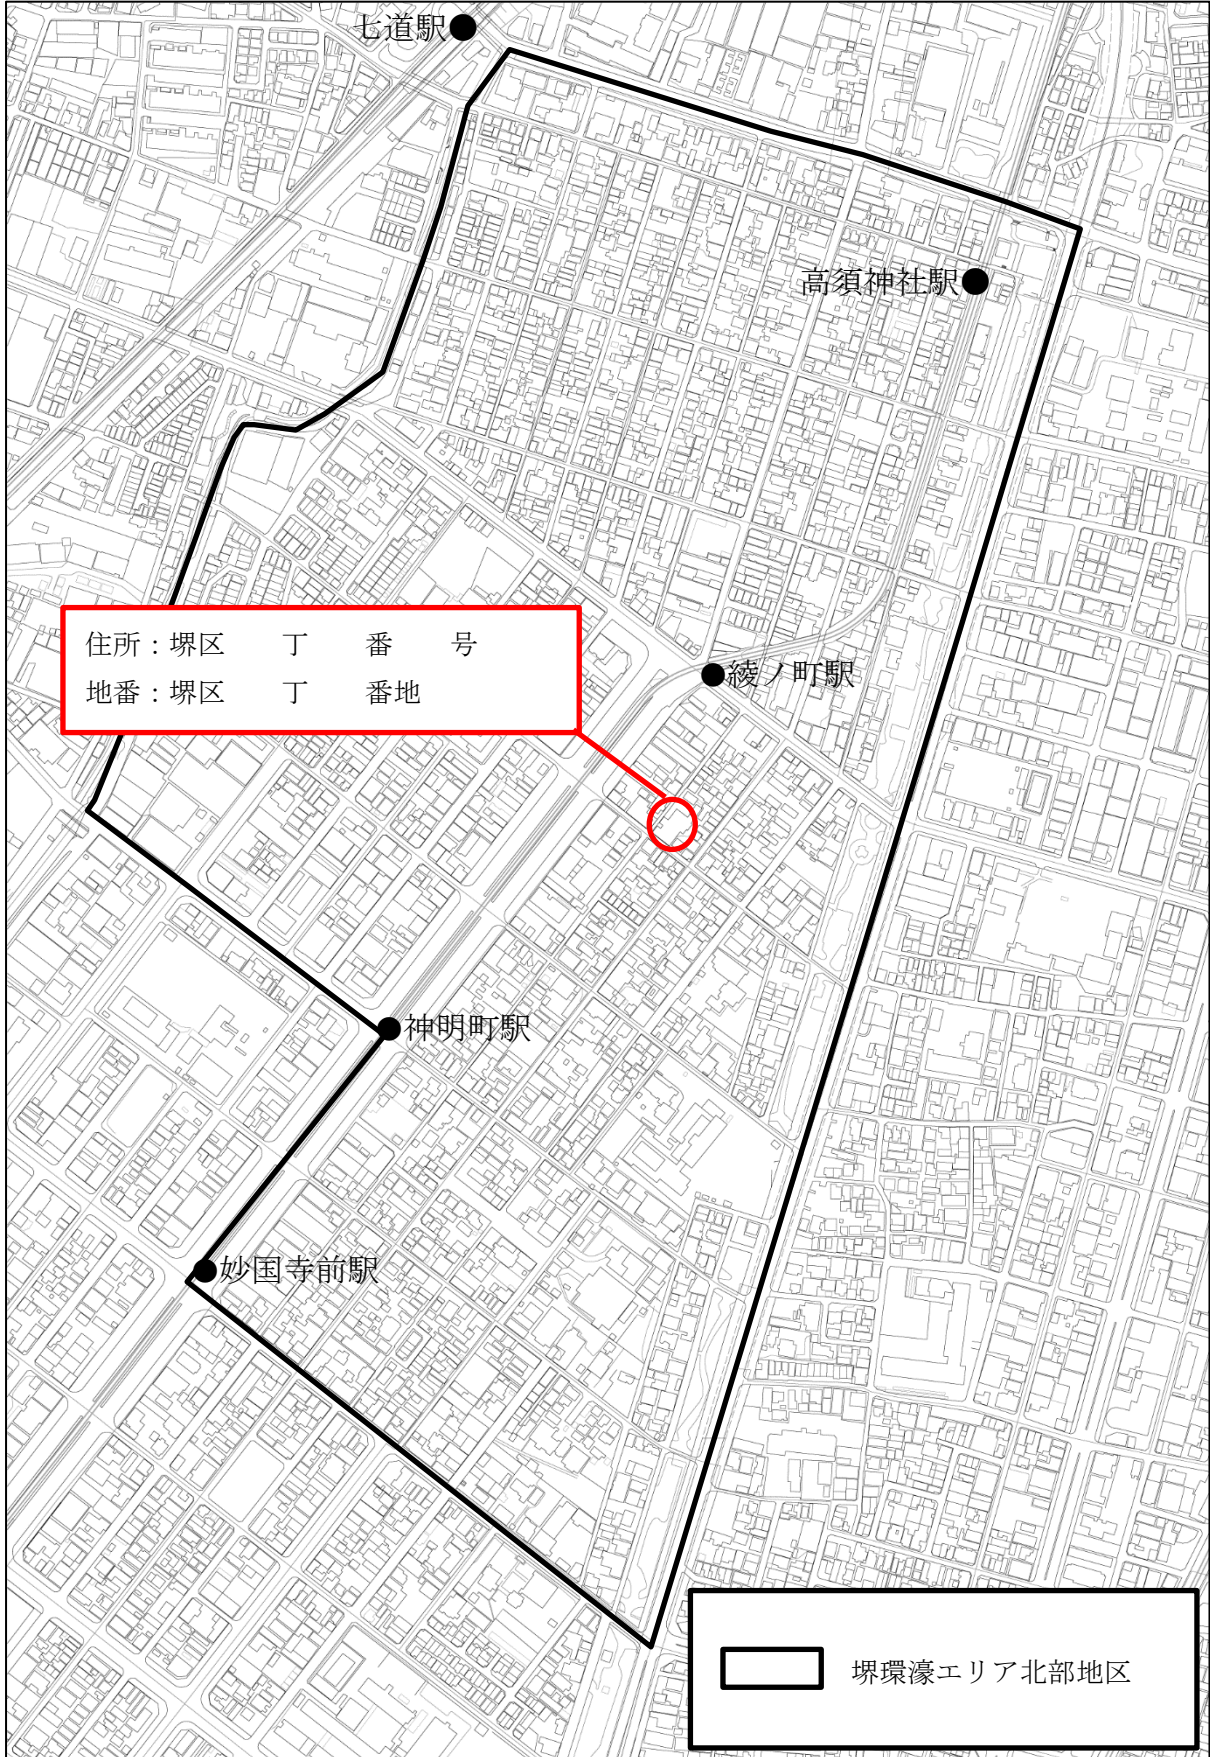 七道駅
高須神社駅
住所：堺区　　丁　　番　　号
地番：堺区　　丁　　番地
綾ノ町駅
神明町駅
妙国寺前駅
堺環濠エリア北部地区